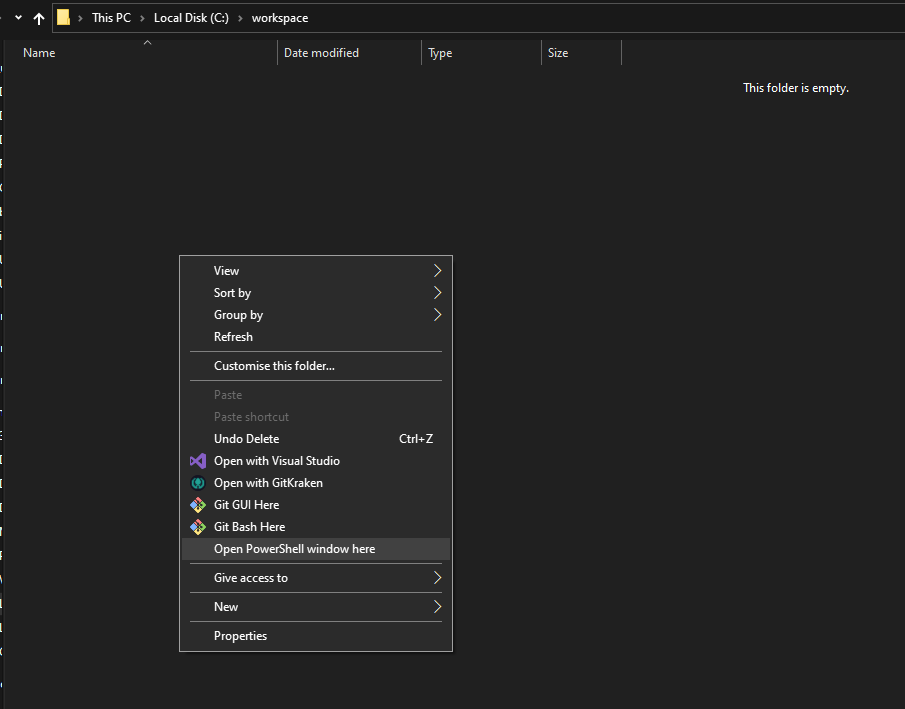 This PC > Local Disk (C:) > workspace
Name Date modified Type Size
This folder is empty.
View
Sort by
Group by
Refresh
Customise this folder...
Paste
Paste shortcut
Undo Delete Ctrl+Z
Open with Visual Studio
Open with GitKraken
Git GUI Here
Git Bash Here
Open PowerShell window here
Give access to
New
Properties